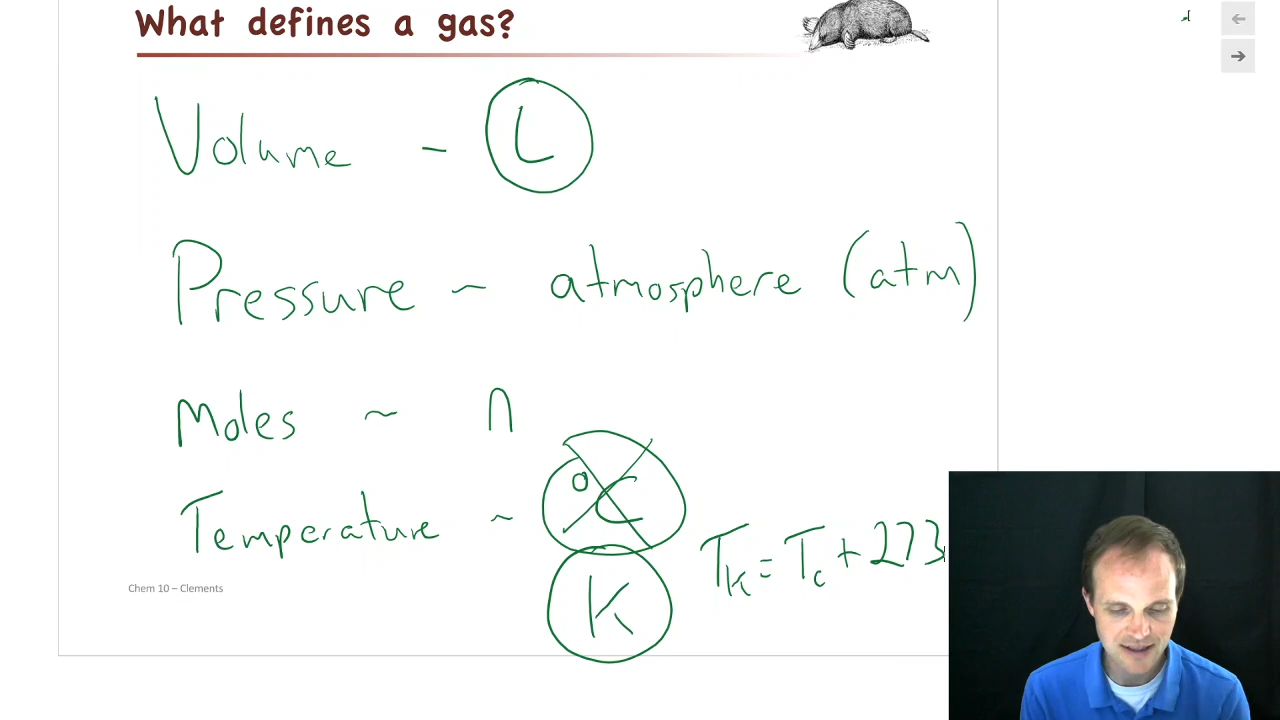 What defines a gas?
Volume - L
Pressure ~ atmosphere (atm)
Moles ~ n
Temperature ~ °C
K
TK = Tc + 273
Chem 10 – Clements